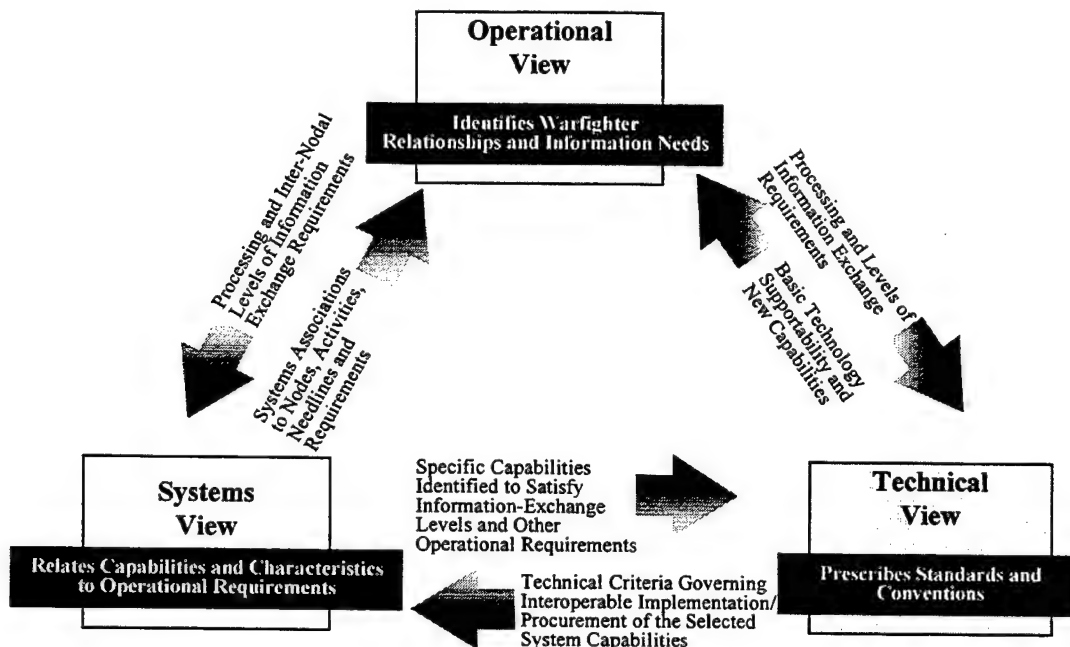 Operational
View
Identifies Warfighter
Relationships and Information Needs
Processing and Inter-Nodal
Levels of Information
Exchange Requirements
Systems Associations
to Nodes, Activities,
Needlines and
Requirements
Processing and Levels of
Information Exchange
Requirements
Basic Technology
Supportability and
New Capabilities
Systems
View
Relates Capabilities and Characteristics
to Operational Requirements
Specific Capabilities
Identified to Satisfy
Information-Exchange
Levels and Other
Operational Requirements
Technical Criteria Governing
Interoperable Implementation/
Procurement of the Selected
System Capabilities
Technical
View
Prescribes Standards and
Conventions